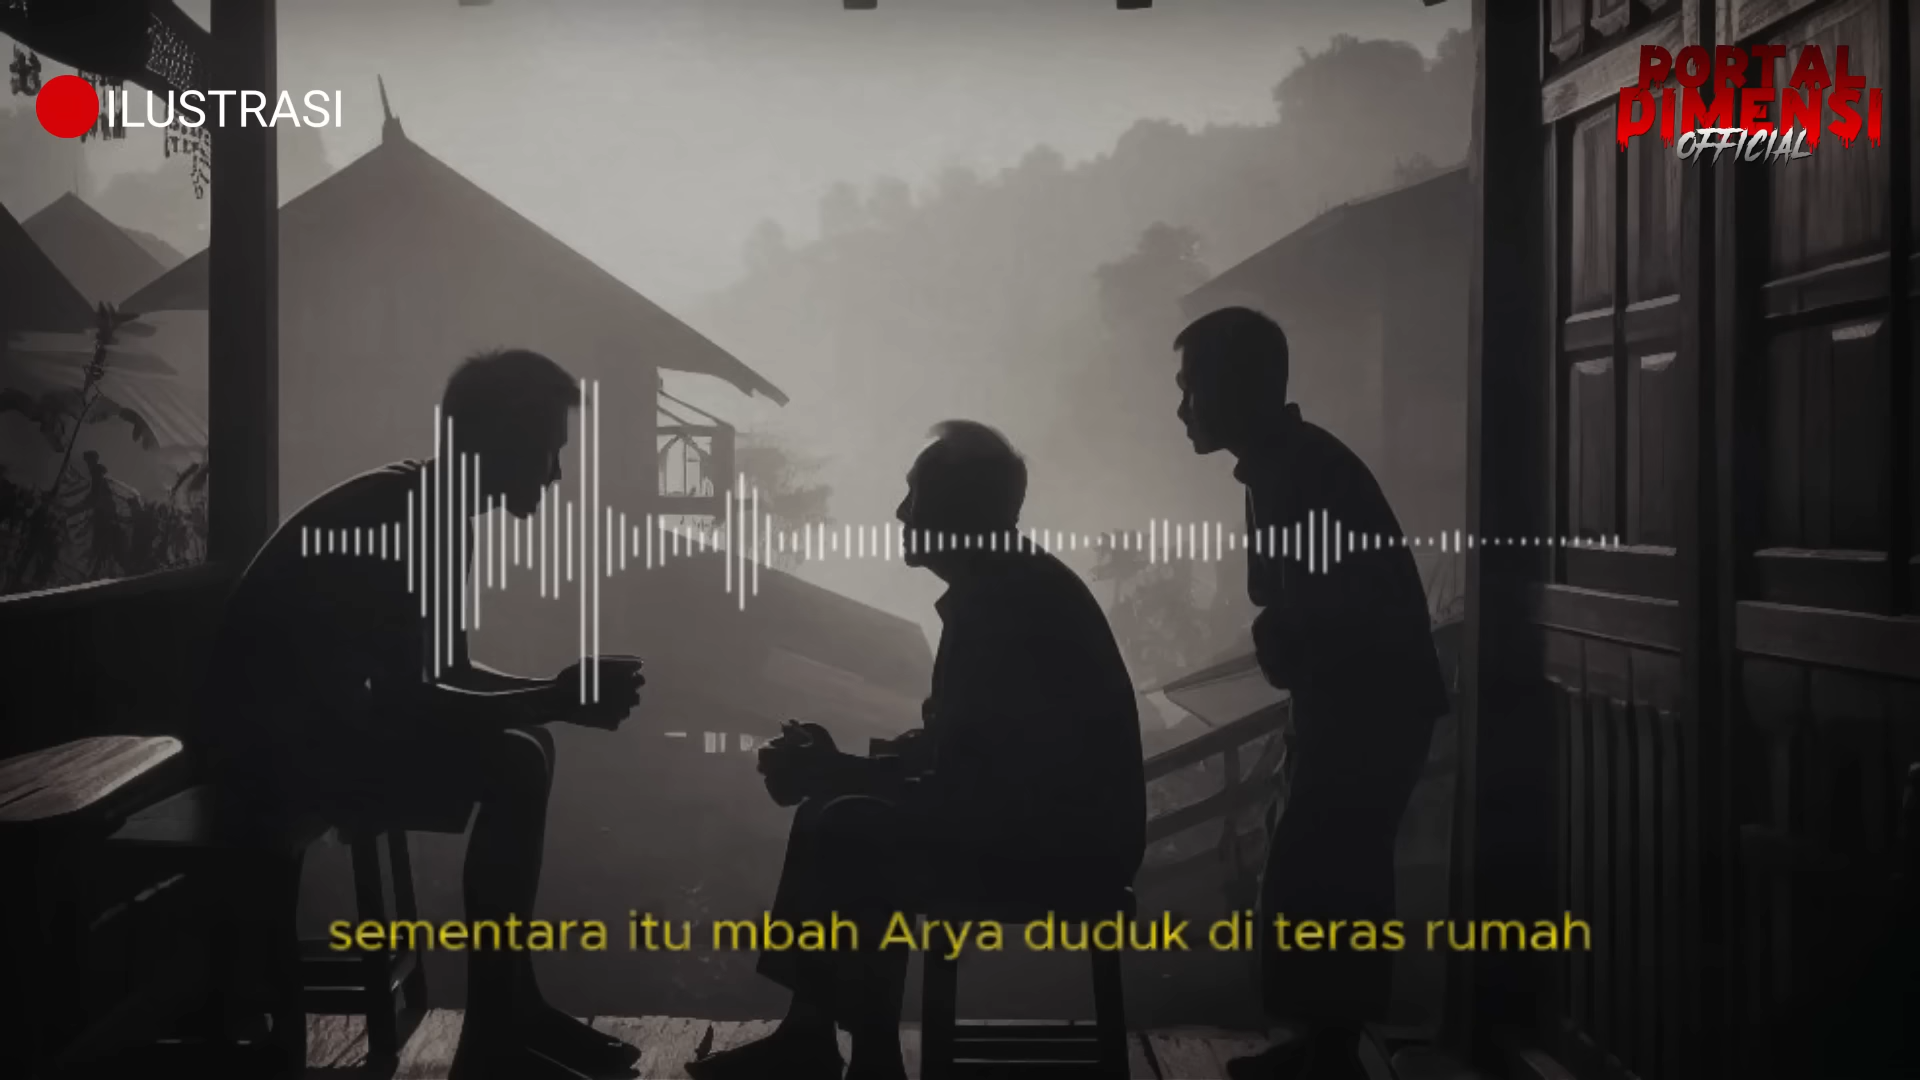 ILUSTRASI
PORTAL
DIMENSI
OFFICIAL
sementara itu mbah Arya duduk di teras rumah